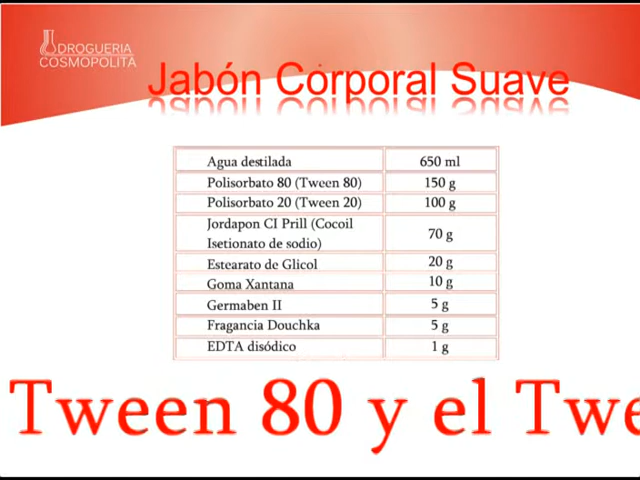 DROGUERIA
COSMOPOLITA
Jabón Corporal Suave
Agua destilada 650 ml
Polisorbato 80 (Tween 80) 150 g
Polisorbato 20 (Tween 20) 100 g
Jordapon CI Prill (Cocoil
Isetionato de sodio) 70 g
Estearato de Glicol 20 g
Goma Xantana 10 g
Germaben II 5 g
Fragancia Douchka 5 g
EDTA disódico 1 g
Tween 80 y el Twe